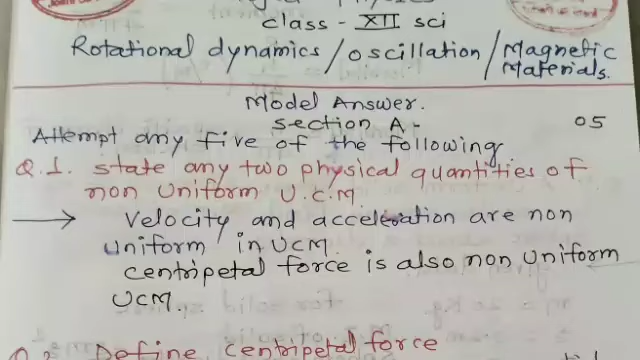 class - XII sci
Rotational dynamics / oscillation / Magnetic
Materials.
Model Answer.
section A - 05
Attempt any five of the following
Q.1. state any two physical quantities of
non uniform U.C.M.
→ Velocity and acceleration are non
uniform in UCM.
centripetal force is also non uniform
UCM.
Define centripetal force